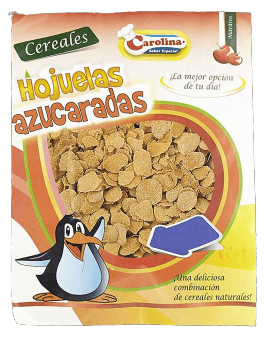 Cereales
Carolina
Sabor Especial
Nutritivo
¡La mejor opción
de tu día!
Hojuelas
azucaradas
¡Una deliciosa
combinación
de cereales naturales!